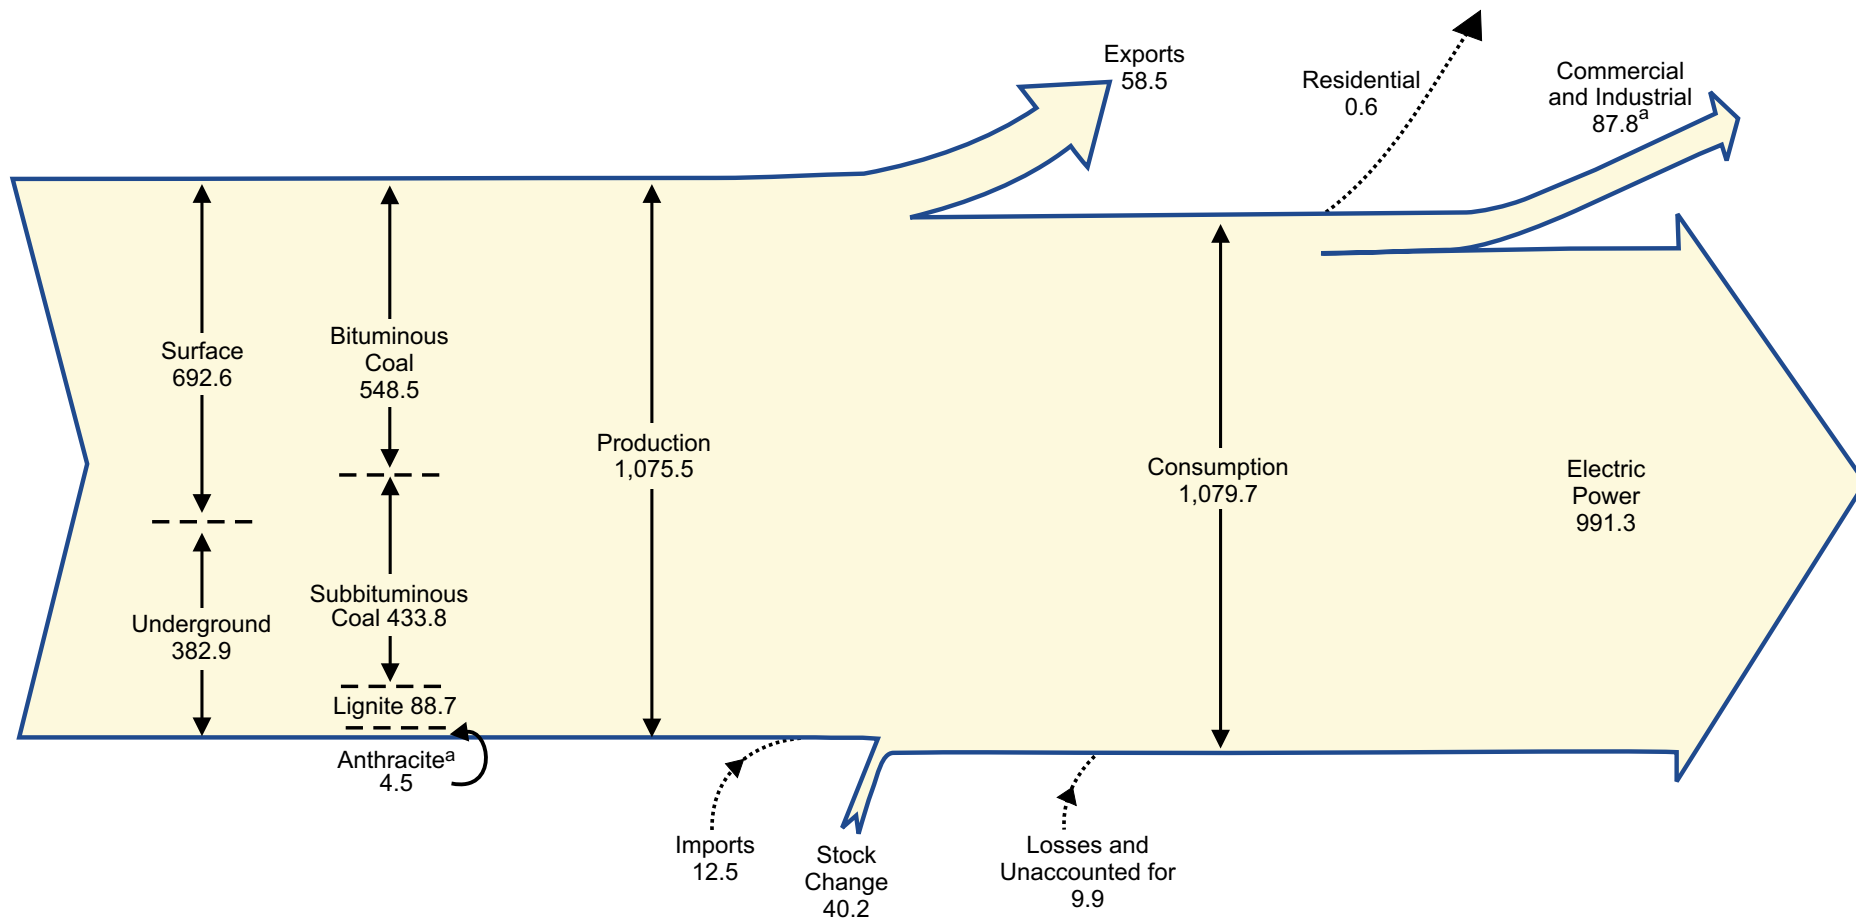 Exports
58.5
Residential
0.6
Commercial
and Industrial
87.8a
Surface
692.6
Bituminous
Coal
548.5
Production
1,075.5
Consumption
1,079.7
Electric
Power
991.3
Underground
382.9
Subbituminous
Coal 433.8
Lignite 88.7
Anthracitea
4.5
Imports
12.5
Stock
Change
40.2
Losses and
Unaccounted for
9.9